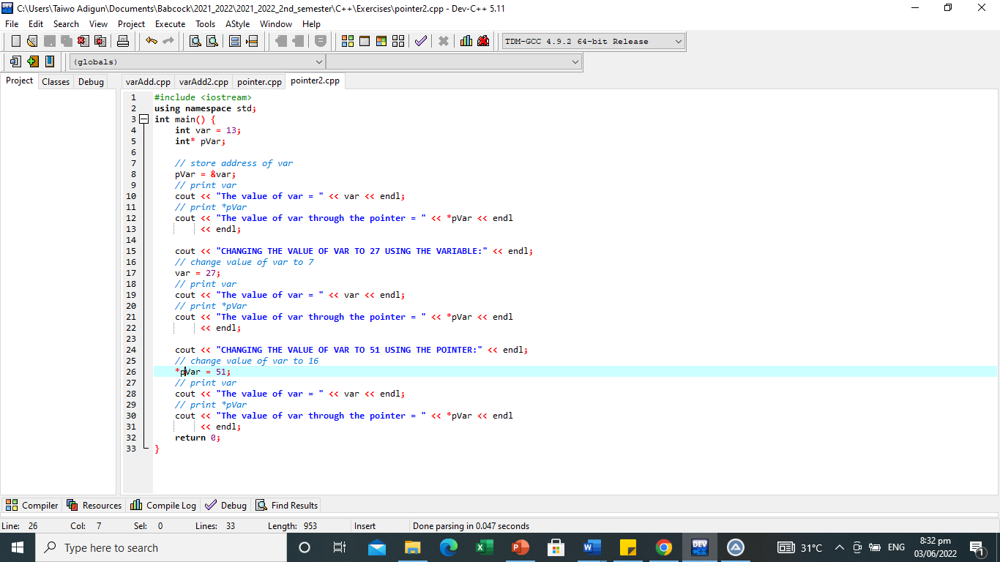 C:\Users\Taiwo Adigun\Documents\Babcock\2021_2022\2021_2022_2nd_semester\C++\Exercises\pointer2.cpp - Dev-C++ 5.11
File Edit Search View Project Execute Tools AStyle Window Help
TDM-GCC 4.9.2 64-bit Release
(globals)
Project Classes Debug varAdd.cpp varAdd2.cpp pointer.cpp pointer2.cpp
1 #include <iostream>
2 using namespace std;
3 int main() {
4 int var = 13;
5 int* pVar;
6
7 // store address of var
8 pVar = &var;
9 // print var
10 cout << "The value of var = " << var << endl;
11 // print *pVar
12 cout << "The value of var through the pointer = " << *pVar << endl
13 << endl;
14
15 cout << "CHANGING THE VALUE OF VAR TO 27 USING THE VARIABLE:" << endl;
16 // change value of var to 7
17 var = 27;
18 // print var
19 cout << "The value of var = " << var << endl;
20 // print *pVar
21 cout << "The value of var through the pointer = " << *pVar << endl
22 << endl;
23
24 cout << "CHANGING THE VALUE OF VAR TO 51 USING THE POINTER:" << endl;
25 // change value of var to 16
26 *pVar = 51;
27 // print var
28 cout << "The value of var = " << var << endl;
29 // print *pVar
30 cout << "The value of var through the pointer = " << *pVar << endl
31 << endl;
32 return 0;
33 }
Compiler Resources Compile Log Debug Find Results
Line: 26 Col: 7 Sel: 0 Lines: 33 Length: 953 Insert Done parsing in 0.047 seconds
Type here to search 31°C ENG 8:32 pm
03/06/2022 1